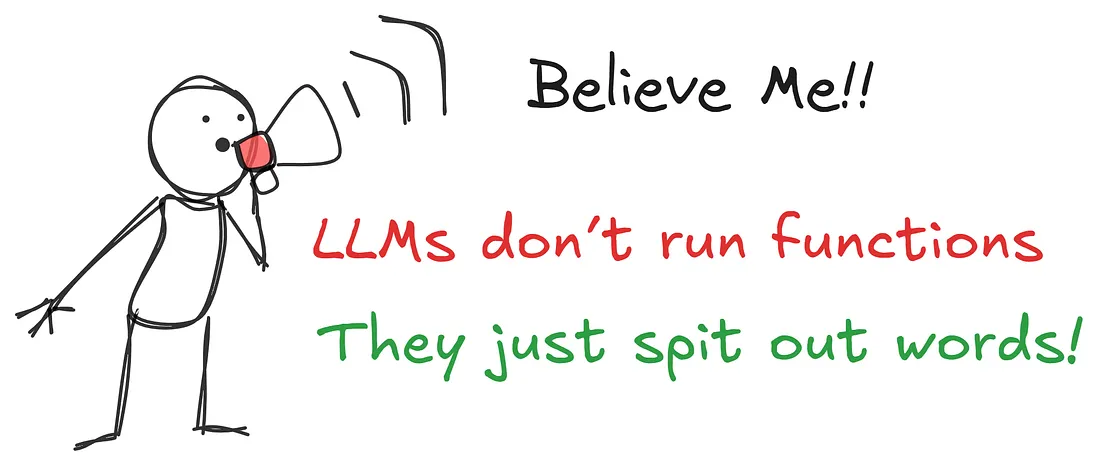 Believe Me!!
LLMs don't run functions
They just spit out words!